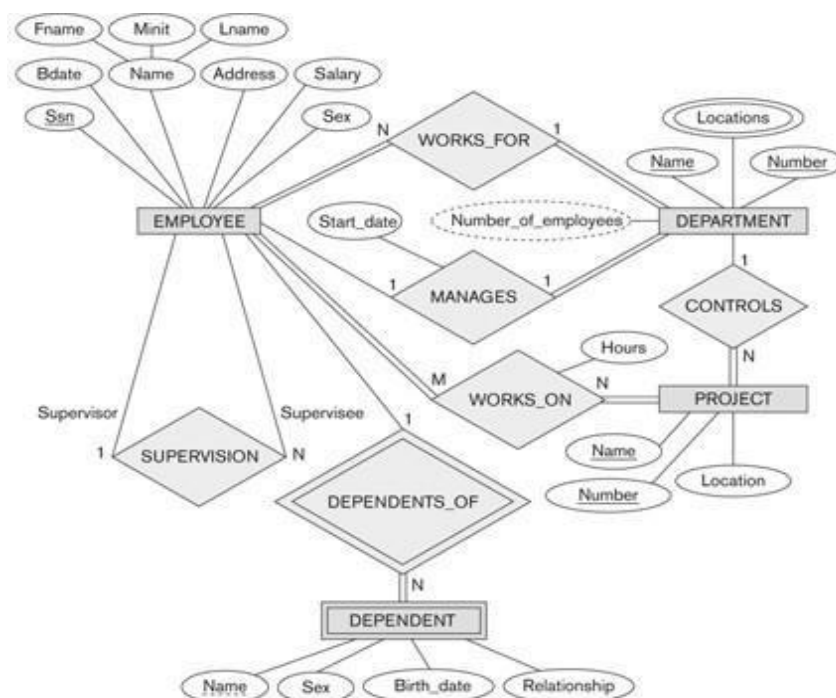 Fname Minit Lname
Bdate Name Address Salary
Ssn Sex
N WORKS_FOR 1
Locations
Name Number
EMPLOYEE
Start_date
Number_of_employees
DEPARTMENT
1 MANAGES 1
1
CONTROLS
N
Hours
M WORKS_ON N
PROJECT
Supervisor Supervisee
1 SUPERVISION N
1
Name
Number
Location
DEPENDENTS_OF
N
DEPENDENT
Name Sex Birth_date Relationship